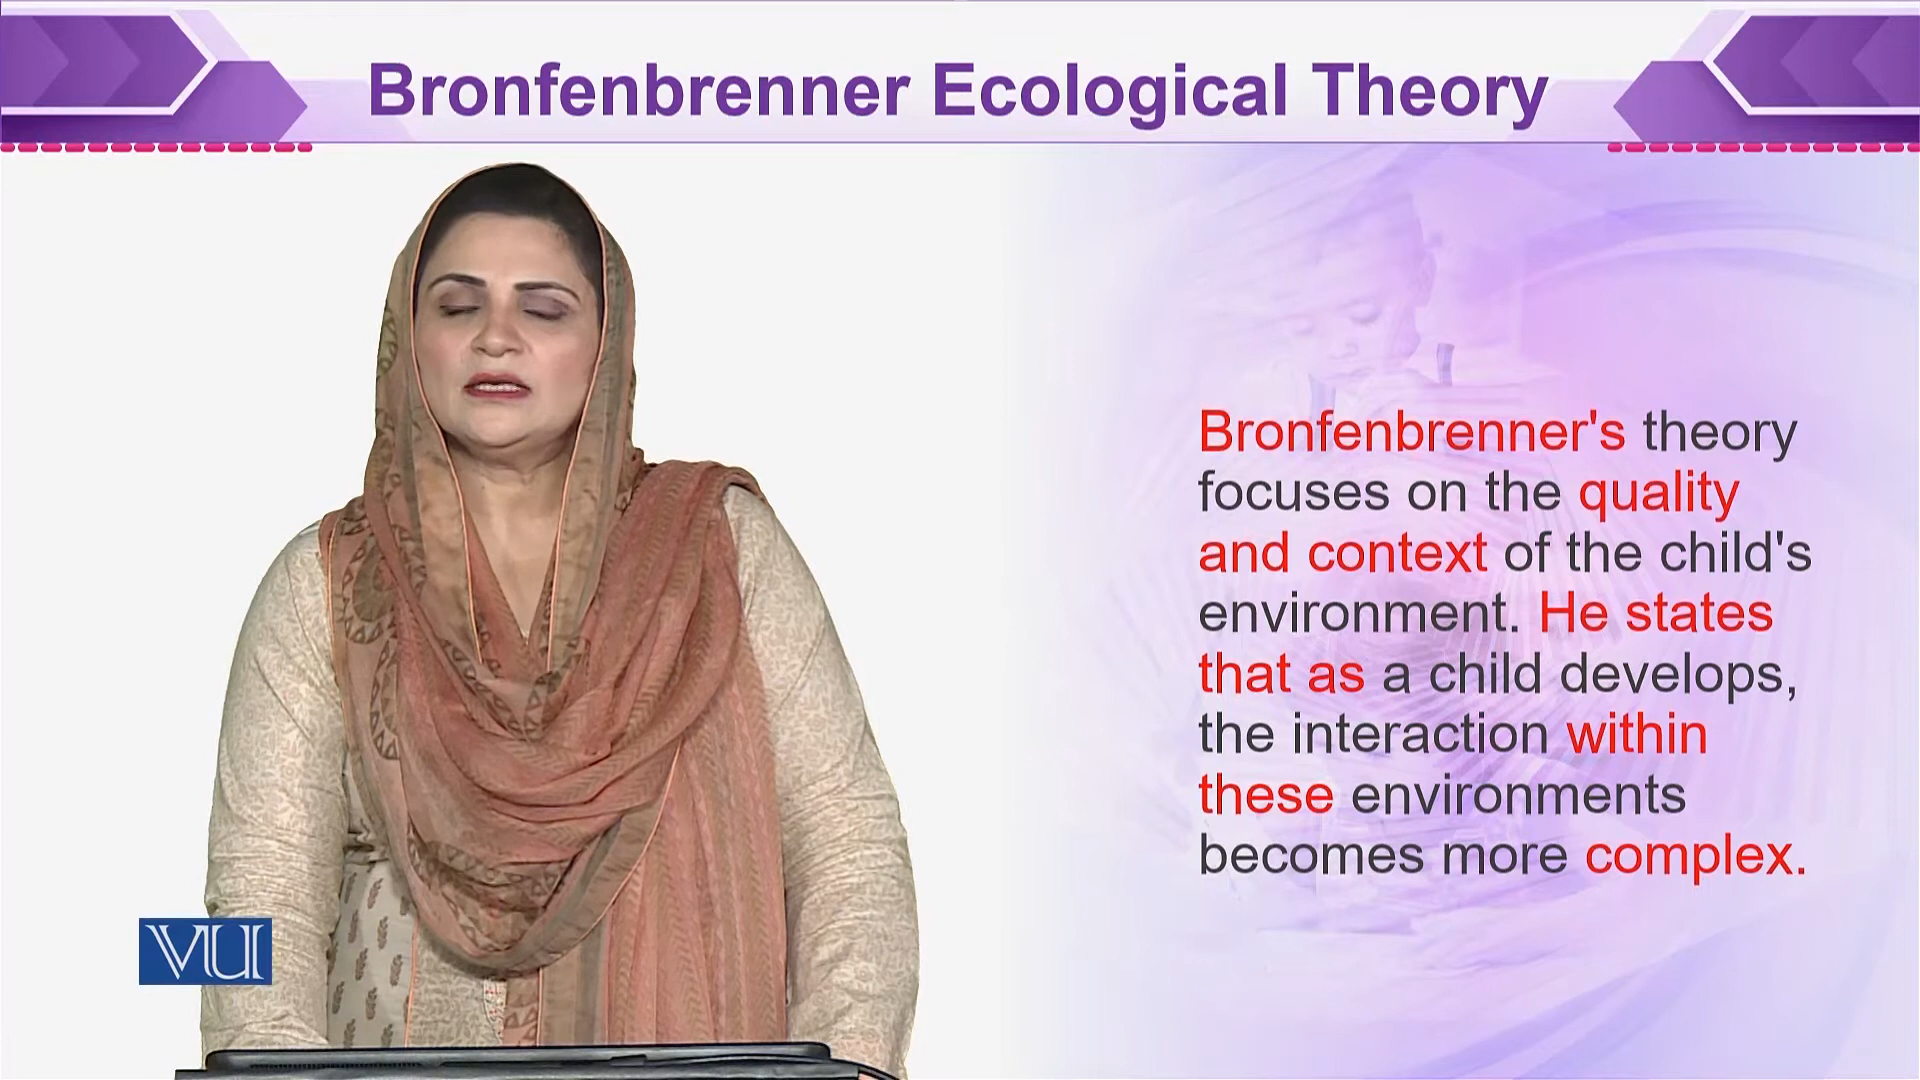 Bronfenbrenner Ecological Theory
Bronfenbrenner's theory
focuses on the quality
and context of the child's
environment. He states
that as a child develops,
the interaction within
these environments
becomes more complex.
VU